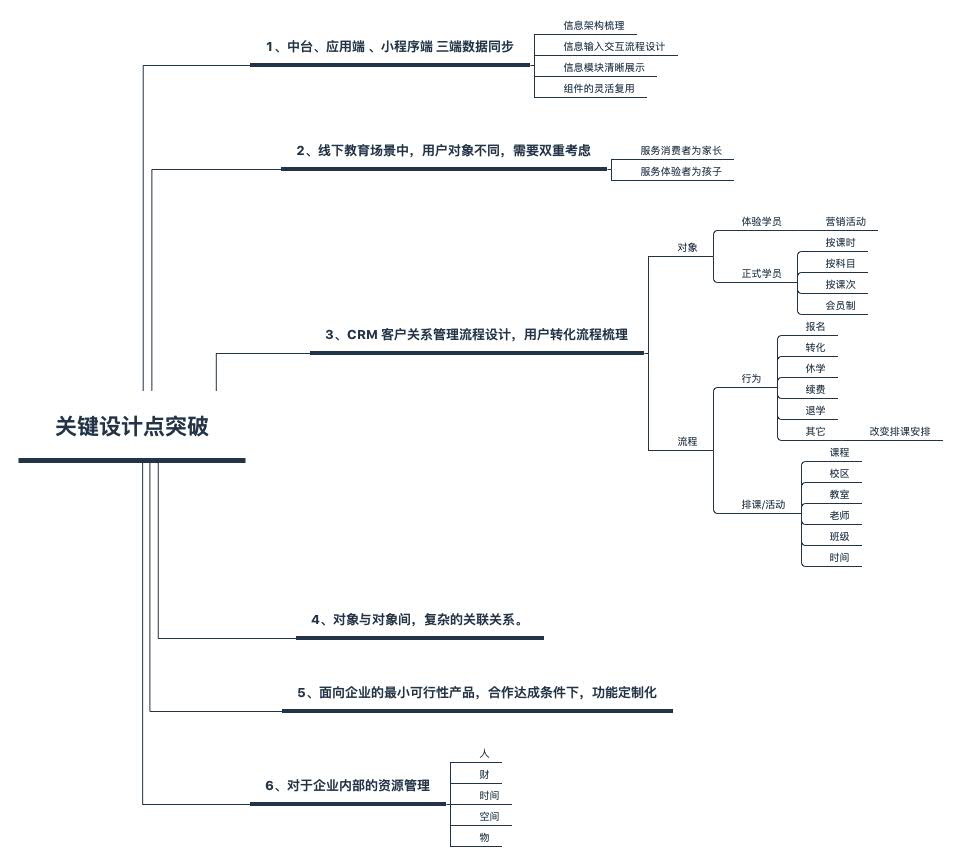 关键设计点突破
1、中台、应用端 、小程序端 三端数据同步
信息架构梳理
信息输入交互流程设计
信息模块清晰展示
组件的灵活复用
2、线下教育场景中，用户对象不同，需要双重考虑
服务消费者为家长
服务体验者为孩子
3、CRM 客户关系管理流程设计，用户转化流程梳理
对象
体验学员
营销活动
正式学员
按课时
按科目
按课次
会员制
流程
行为
报名
转化
休学
续费
退学
其它
改变排课安排
排课/活动
课程
校区
教室
老师
班级
时间
4、对象与对象间，复杂的关联关系。
5、面向企业的最小可行性产品，合作达成条件下，功能定制化
6、对于企业内部的资源管理
人
财
时间
空间
物